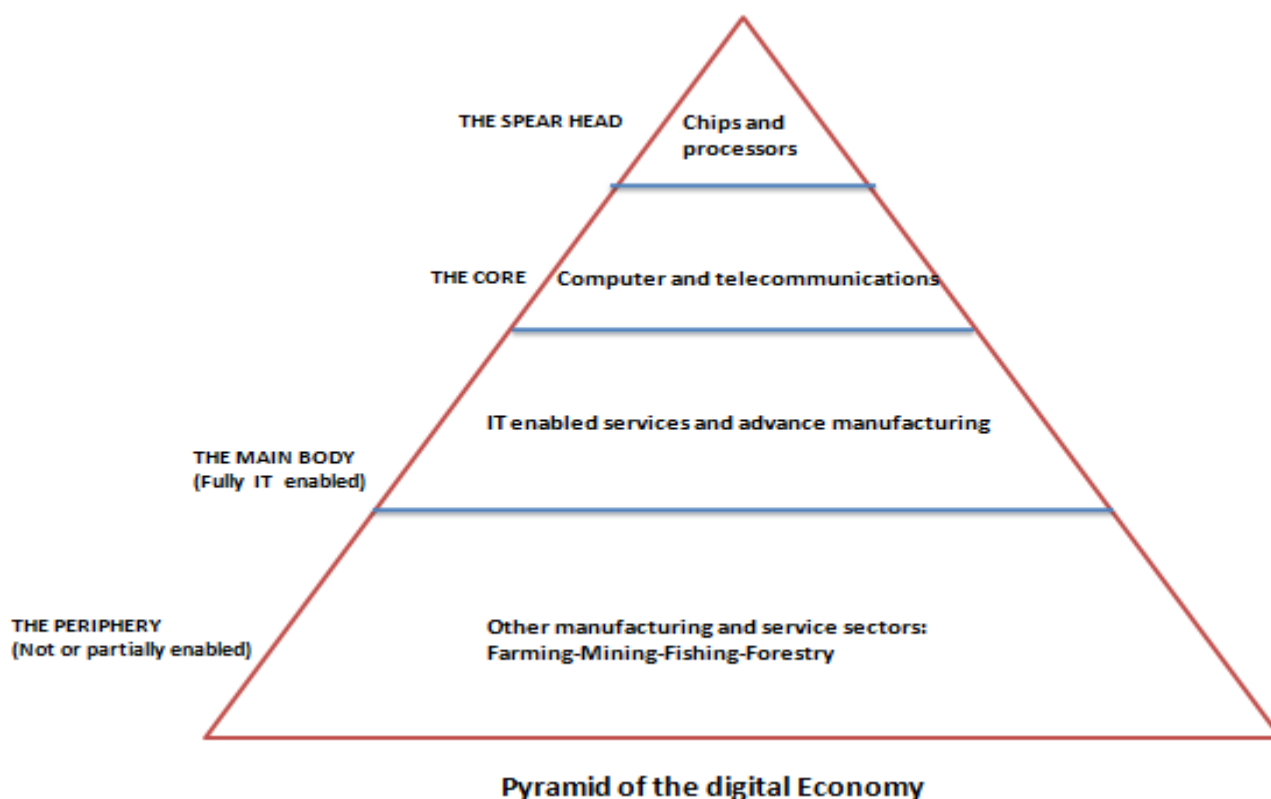 THE SPEAR HEAD
Chips and
processors
THE CORE
Computer and telecommunications
IT enabled services and advance manufacturing
THE MAIN BODY
(Fully IT enabled)
THE PERIPHERY
(Not or partially enabled)
Other manufacturing and service sectors:
Farming-Mining-Fishing-Forestry
Pyramid of the digital Economy